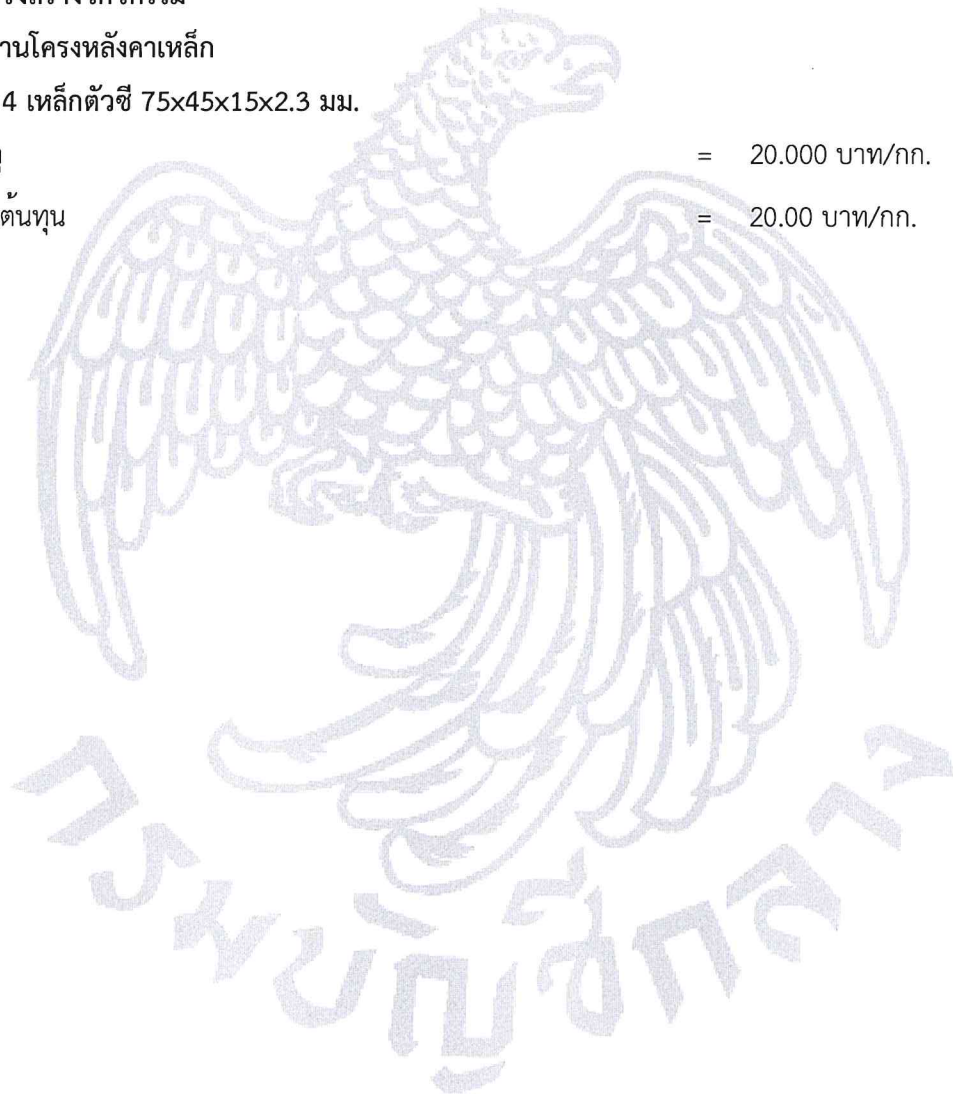 งานโครงหลังคาเหล็ก
4 เหล็กตัวซี 75x45x15x2.3 มม.
= 20.000 บาท/กก.
ต้นทุน = 20.00 บาท/กก.
กรมบัญชีกลาง